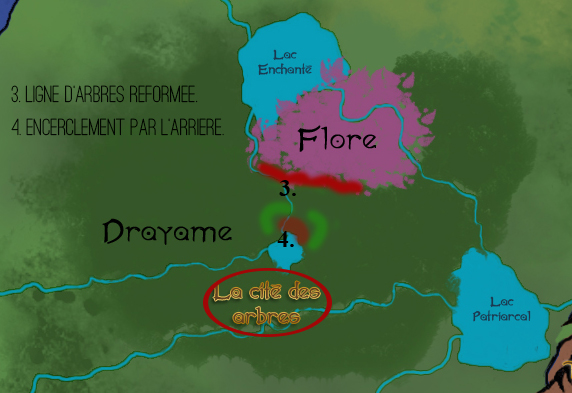 Lac
Enchanté
3. LIGNE D'ARBRES REFORMEE.
4. ENCERCLEMENT PAR L'ARRIERE.
Flore
3.
Drayame
4.
La cité des
arbres
Lac
Patriarcal